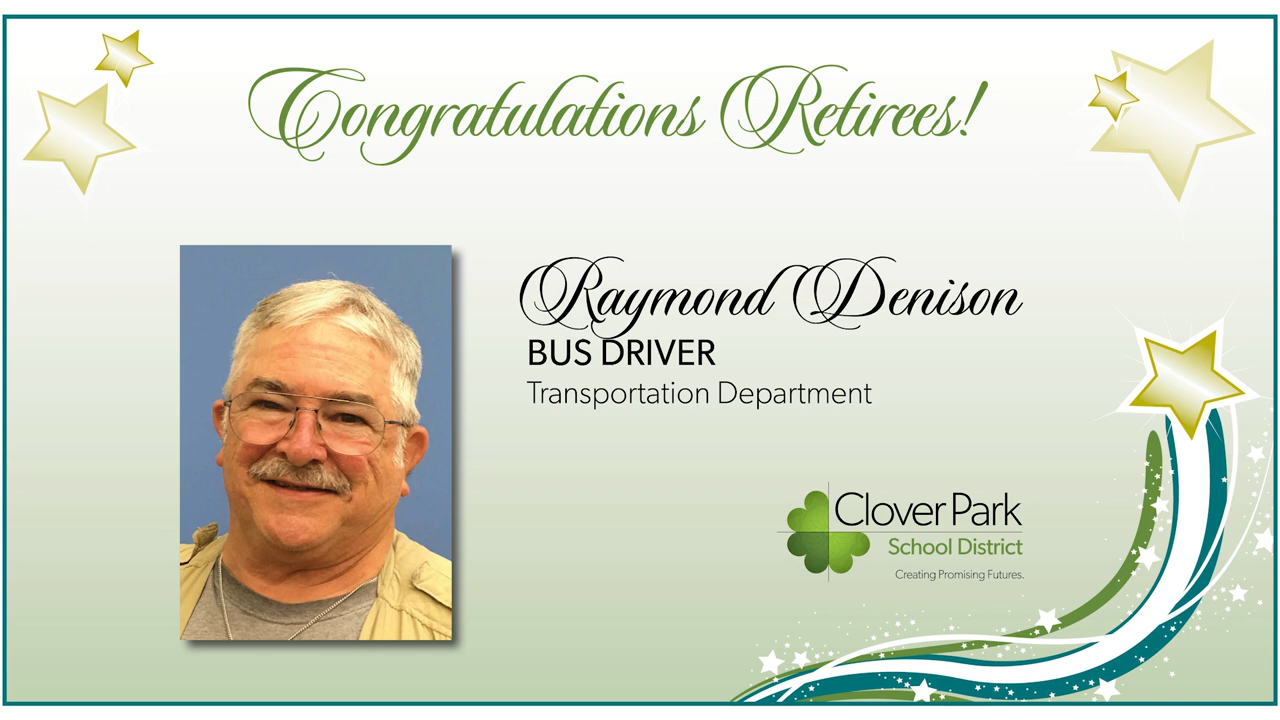 Congratulations Retirees!
Raymond Denison
BUS DRIVER
Transportation Department
Clover Park
School District
Creating Promising Futures.